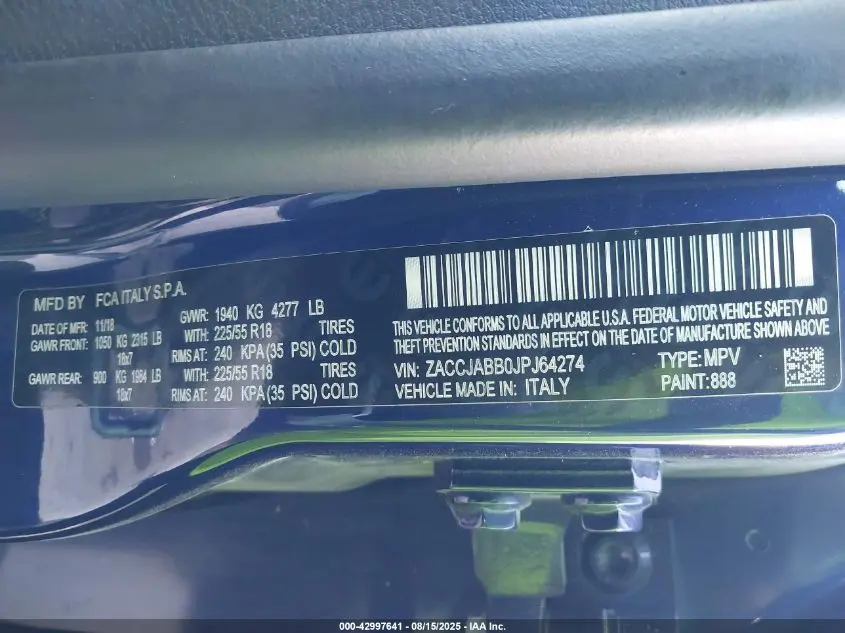 MFD BY FCA ITALY S.P.A.
DATE OF MFR: 11/18 GVWR: 1940 KG 4277 LB
GAWR FRONT: 1050 KG 2315 LB WITH: 225/55 R18 TIRES
18x7 RIMS AT: 240 KPA(35 PSI) COLD
GAWR REAR: 900 KG 1984 LB WITH: 225/55 R18 TIRES
18x7 RIMS AT: 240 KPA(35 PSI) COLD
THIS VEHICLE CONFORMS TO ALL APPLICABLE U.S.A. FEDERAL MOTOR VEHICLE SAFETY AND
THEFT PREVENTION STANDARDS IN EFFECT ON THE DATE OF MANUFACTURE SHOWN ABOVE
VIN: ZACCJABB0JPJ64274 TYPE: MPV
VEHICLE MADE IN: ITALY PAINT:888
000-42997641 - 08/15/2025 - IAA Inc.